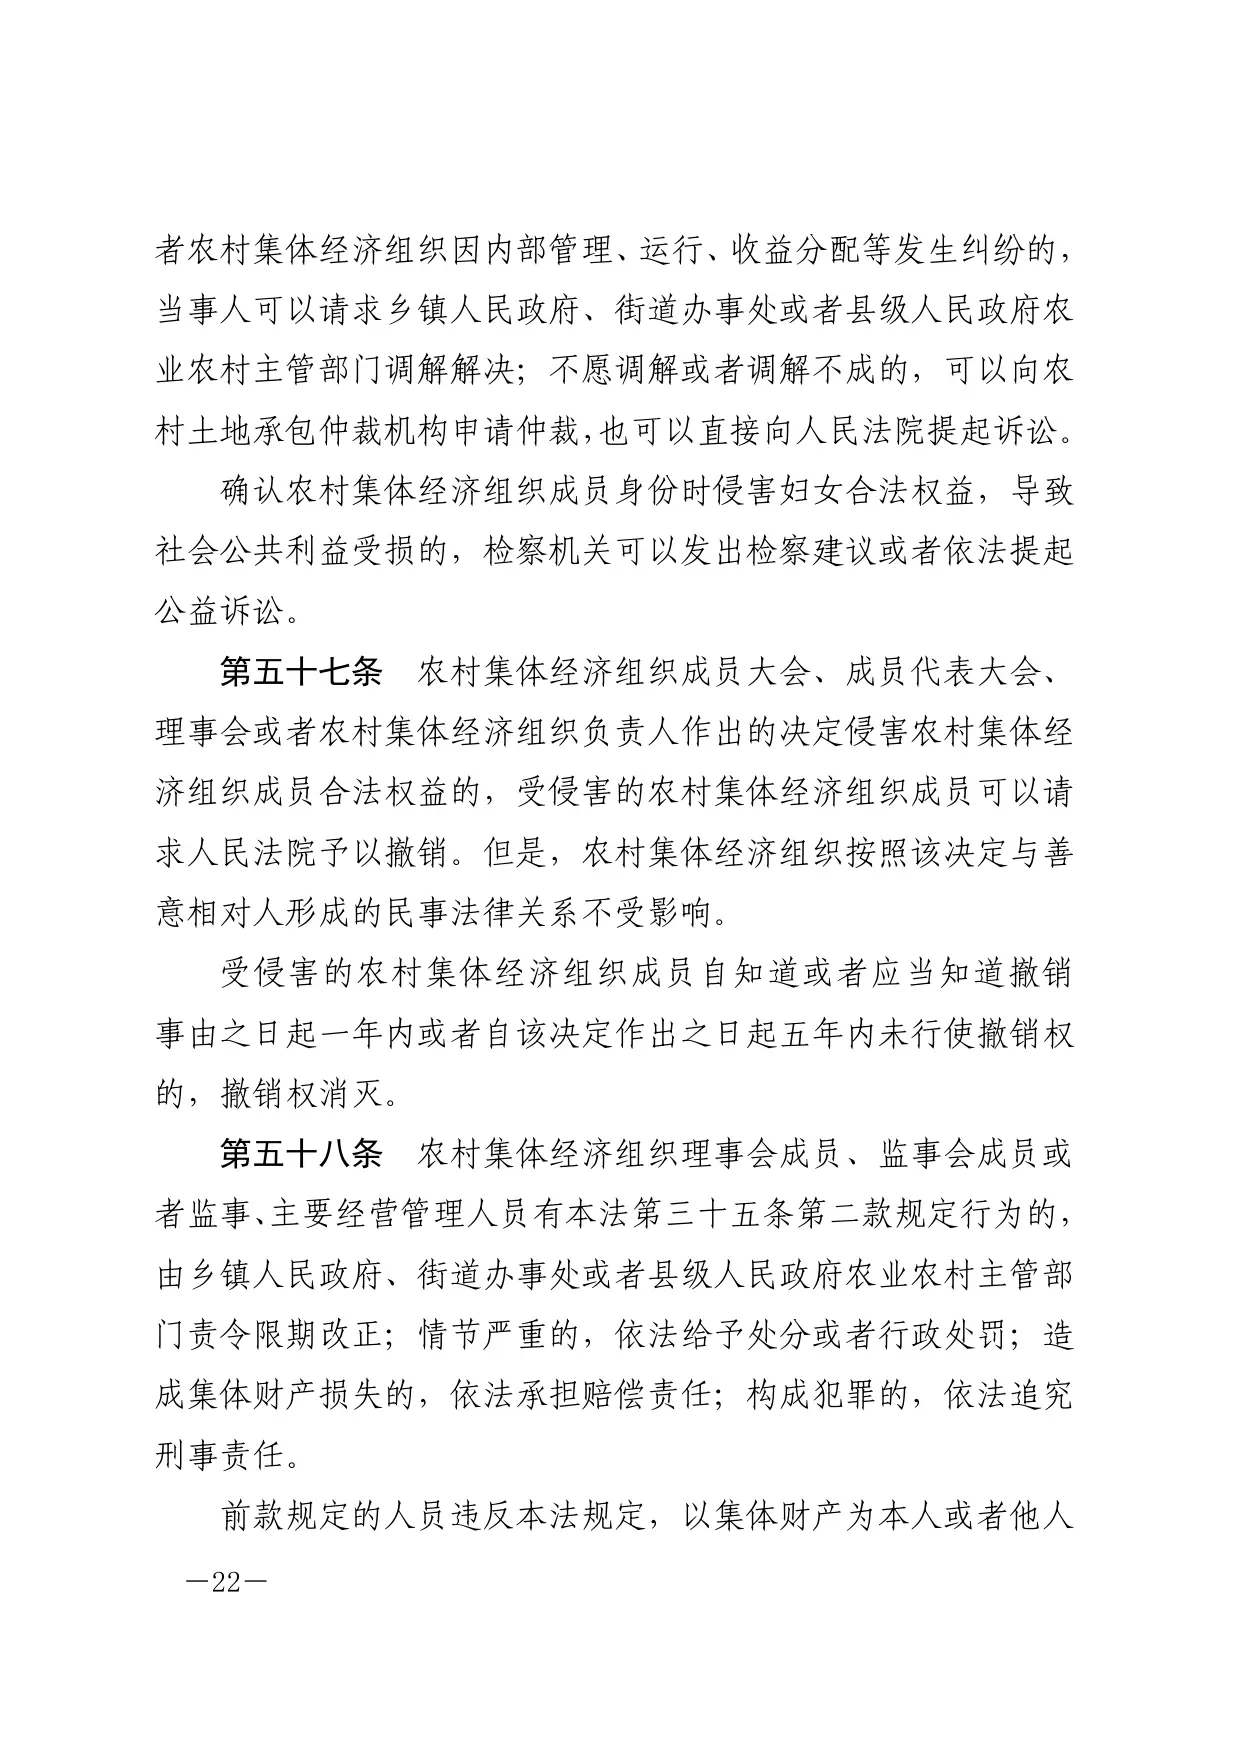 者农村集体经济组织因内部管理、运行、收益分配等发生纠纷的，
当事人可以请求乡镇人民政府、街道办事处或者县级人民政府农
业农村主管部门调解解决；不愿调解或者调解不成的，可以向农
村土地承包仲裁机构申请仲裁，也可以直接向人民法院提起诉讼。
确认农村集体经济组织成员身份时侵害妇女合法权益，导致
社会公共利益受损的，检察机关可以发出检察建议或者依法提起
公益诉讼。
第五十七条　农村集体经济组织成员大会、成员代表大会、
理事会或者农村集体经济组织负责人作出的决定侵害农村集体经
济组织成员合法权益的，受侵害的农村集体经济组织成员可以请
求人民法院予以撤销。但是，农村集体经济组织按照该决定与善
意相对人形成的民事法律关系不受影响。
受侵害的农村集体经济组织成员自知道或者应当知道撤销
事由之日起一年内或者自该决定作出之日起五年内未行使撤销权
的，撤销权消灭。
第五十八条　农村集体经济组织理事会成员、监事会成员或
者监事、主要经营管理人员有本法第三十五条第二款规定行为的，
由乡镇人民政府、街道办事处或者县级人民政府农业农村主管部
门责令限期改正；情节严重的，依法给予处分或者行政处罚；造
成集体财产损失的，依法承担赔偿责任；构成犯罪的，依法追究
刑事责任。
前款规定的人员违反本法规定，以集体财产为本人或者他人
—22—